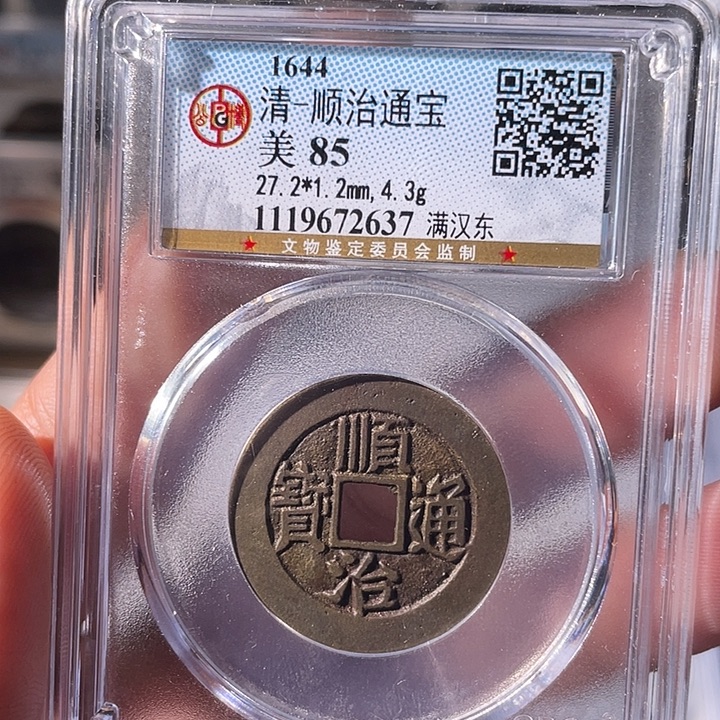 1644
清-顺治通宝
美 85
27.2*1.2mm,4.3g
1119672637 满汉东
文物鉴定委员会监制
順
寳 通
治